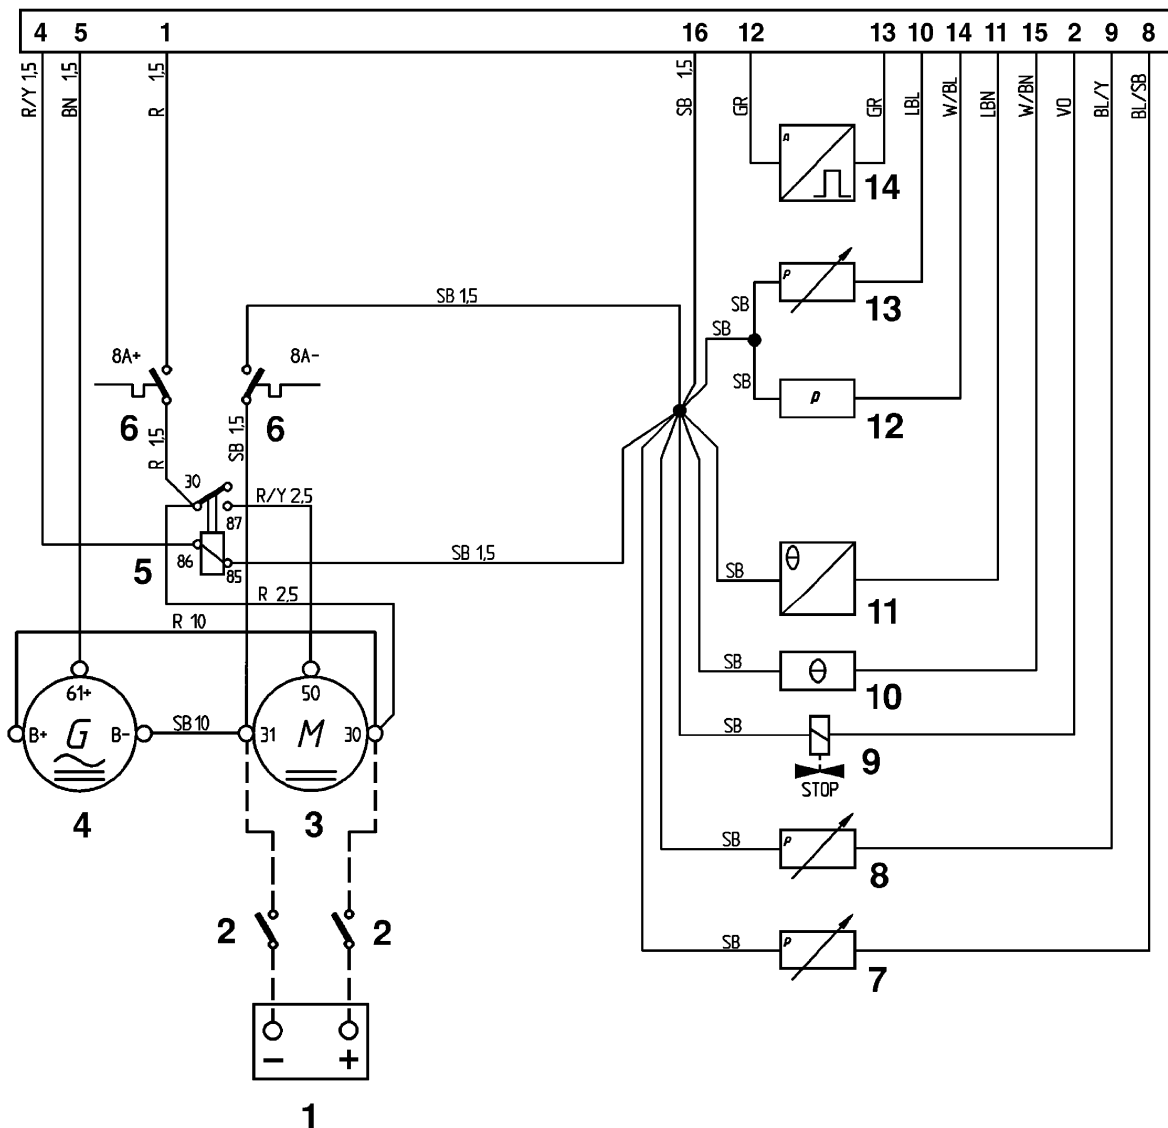 4 5 1 16 12 13 10 14 11 15 2 9 8
R/Y 1,5 BN 1,5 R 1,5 SB 1,5 GR GR LBL W/BL LBN W/BN VO BL/Y BL/SB
n
14
P
13
SB
SB 1,5
SB
8A+ 8A-
SB
P
6 6
12
R 1,5 SB 1,5
30
R/Y 2,5
87
SB 1,5
86
5
85
θ
SB
11
R 2,5
R 10
SB
θ
10
61+ 50
B+ G B-
SB 10
31 M 30
SB
9
STOP
4 3
SB
P
8
2 2
SB
P
7
− +
1